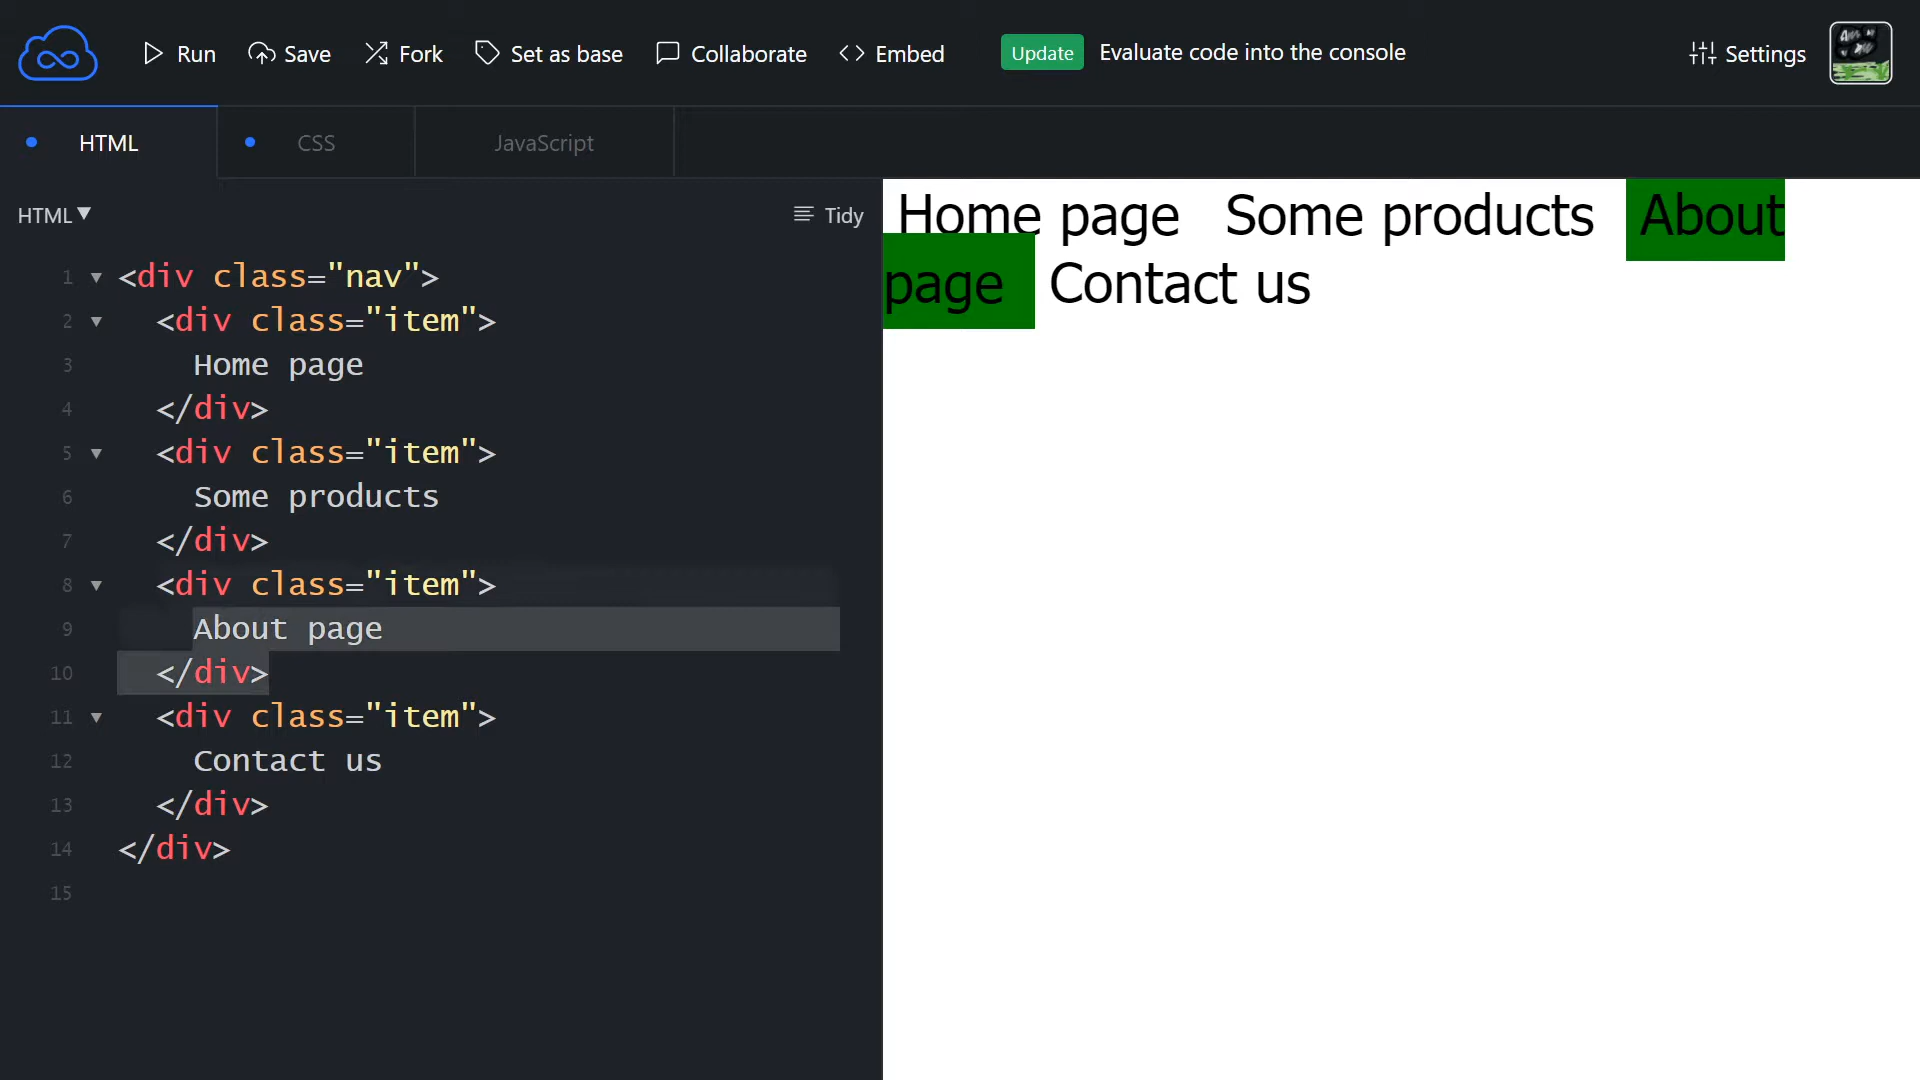 Run Save Fork Set as base Collaborate Embed Update Evaluate code into the console Settings
HTML CSS JavaScript
HTML▼ Tidy
1 ▼ <div class="nav">
2 ▼ <div class="item">
3 Home page
4 </div>
5 ▼ <div class="item">
6 Some products
7 </div>
8 ▼ <div class="item">
9 About page
10 </div>
11 ▼ <div class="item">
12 Contact us
13 </div>
14 </div>
15
Home page Some products About
page Contact us